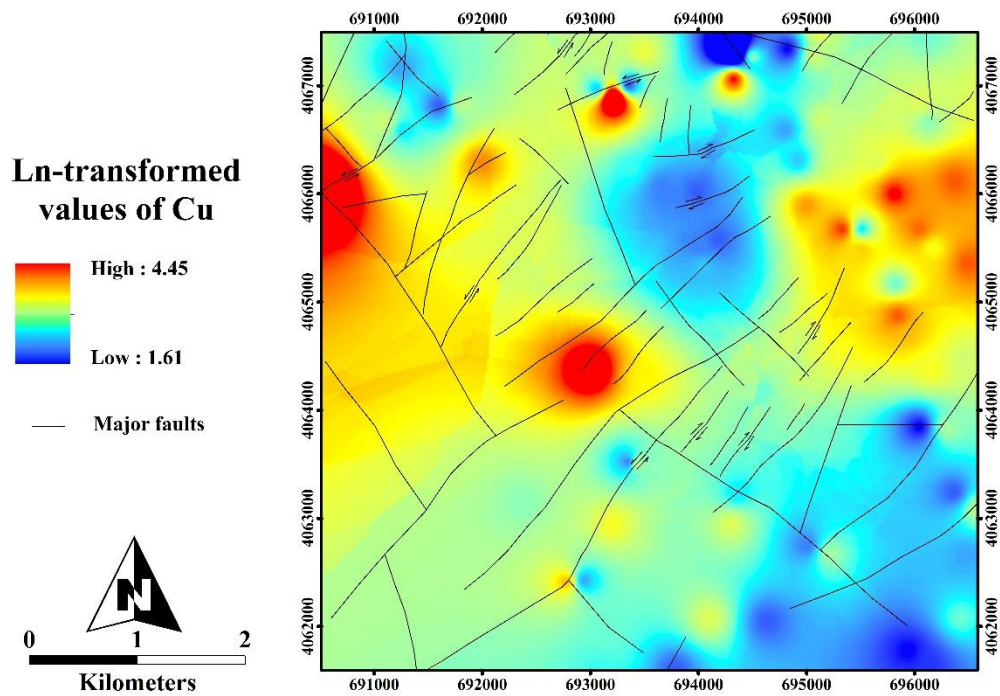 691000 692000 693000 694000 695000 696000
4067000 4067000
4066000 4066000
4065000 4065000
4064000 4064000
4063000 4063000
4062000 4062000
691000 692000 693000 694000 695000 696000
Ln-transformed
values of Cu
High : 4.45
Low : 1.61
Major faults
N
0 1 2
Kilometers